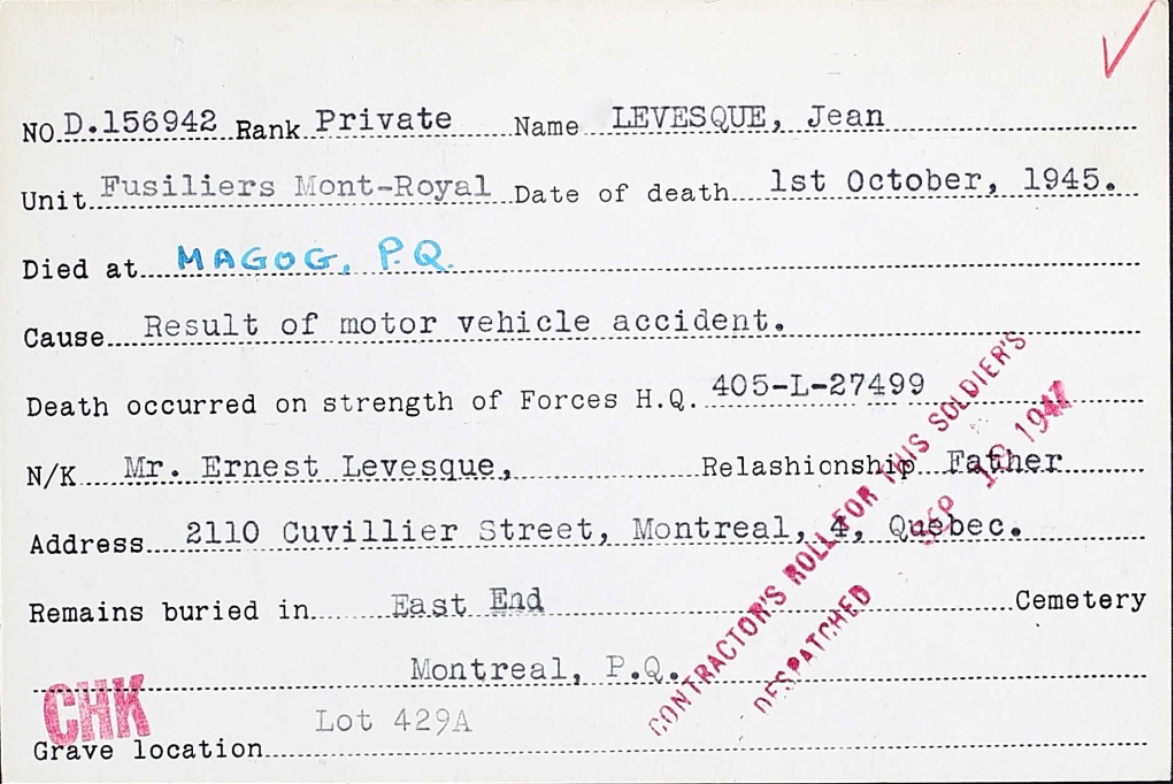 NO. D.156942 Rank Private Name LEVESQUE, Jean
Unit Fusiliers Mont-Royal Date of death 1st October, 1945.
Died at MAGOG, P.Q.
Cause Result of motor vehicle accident.
Death occurred on strength of Forces H.Q. 405-L-27499
N/K Mr. Ernest Levesque, Relashionship Father
Address 2110 Cuvillier Street, Montreal, 4, Quebec.
Remains buried in East End Cemetery
Montreal, P.Q.
Grave location Lot 429A
CHK
CONTRACTOR'S ROLL FOR THIS SOLDIER'S
DESPATCHED SEP